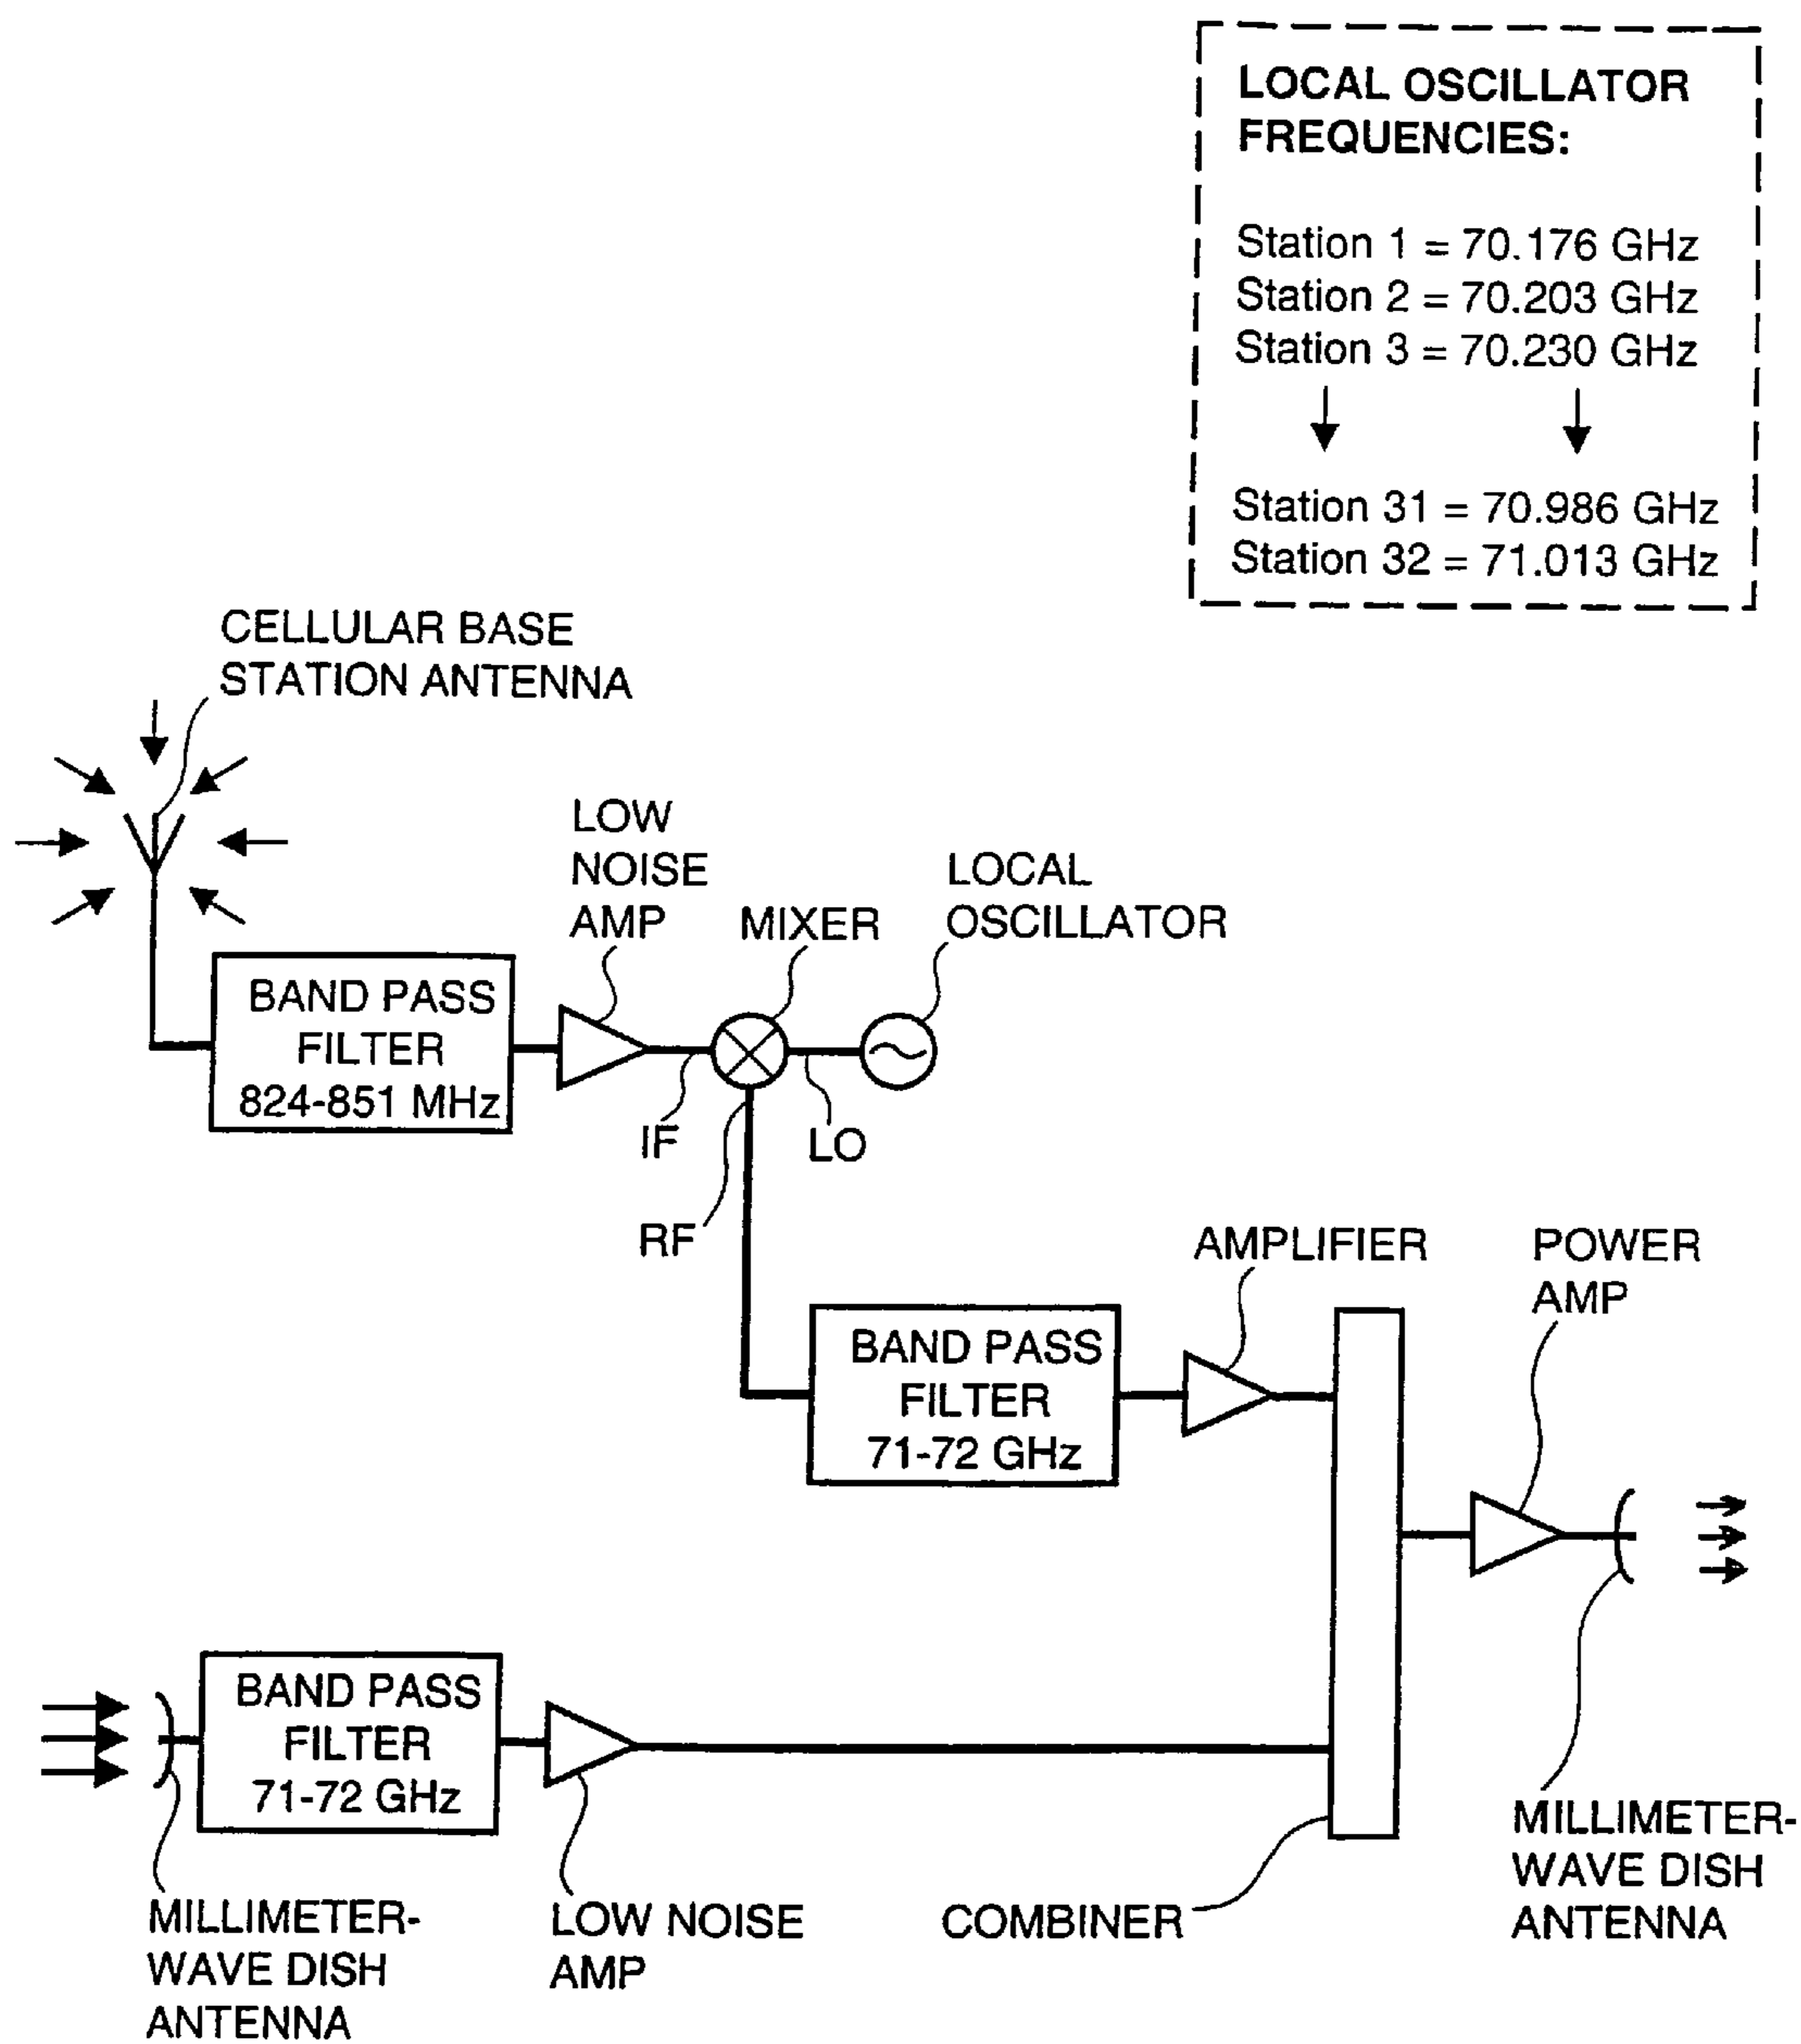 LOCAL OSCILLATOR
FREQUENCIES:
Station 1 = 70.176 GHz
Station 2 = 70.203 GHz
Station 3 = 70.230 GHz
Station 31 = 70.986 GHz
Station 32 = 71.013 GHz
CELLULAR BASE
STATION ANTENNA
LOW
NOISE
AMP
MIXER
LOCAL
OSCILLATOR
BAND PASS
FILTER
824-851 MHz
IF
LO
RF
AMPLIFIER
POWER
AMP
BAND PASS
FILTER
71-72 GHz
BAND PASS
FILTER
71-72 GHz
MILLIMETER-
WAVE DISH
ANTENNA
LOW NOISE
AMP
COMBINER
MILLIMETER-
WAVE DISH
ANTENNA